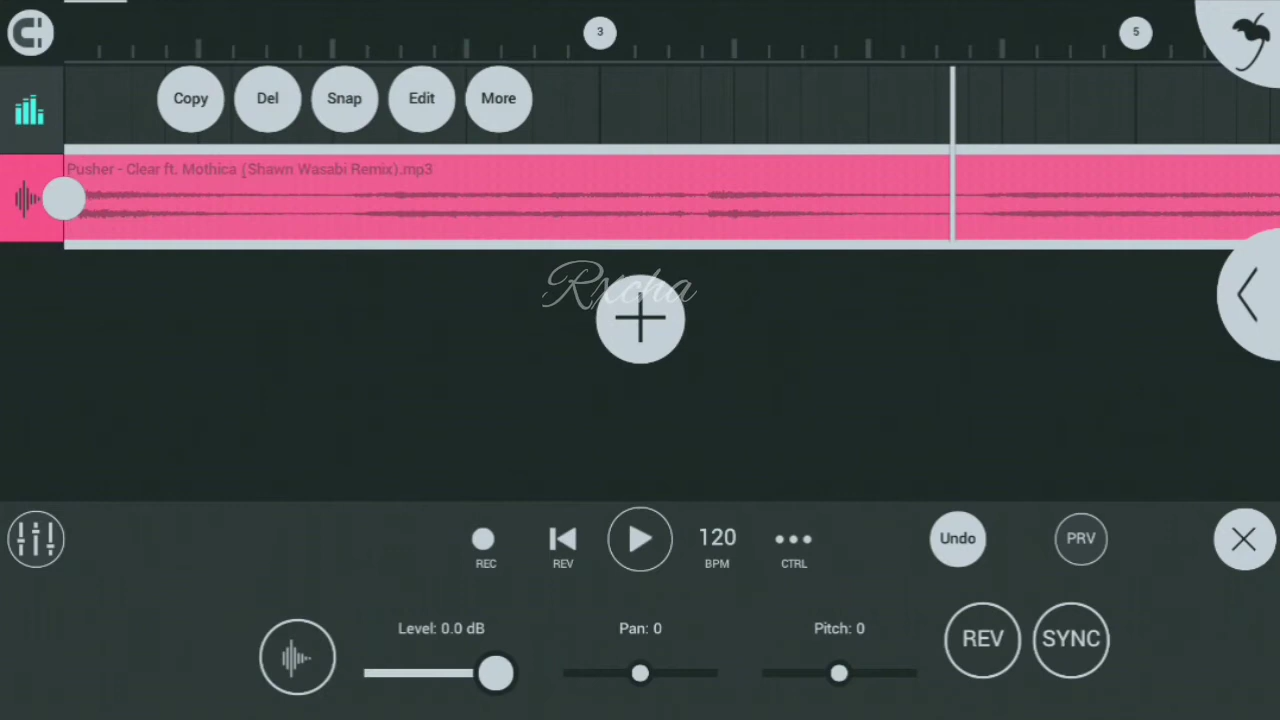 3
5
Copy
Del
Snap
Edit
More
Pusher - Clear ft. Mothica (Shawn Wasabi Remix).mp3
Rxcha
REC
REV
120
BPM
CTRL
Undo
PRV
Level: 0.0 dB
Pan: 0
Pitch: 0
REV
SYNC